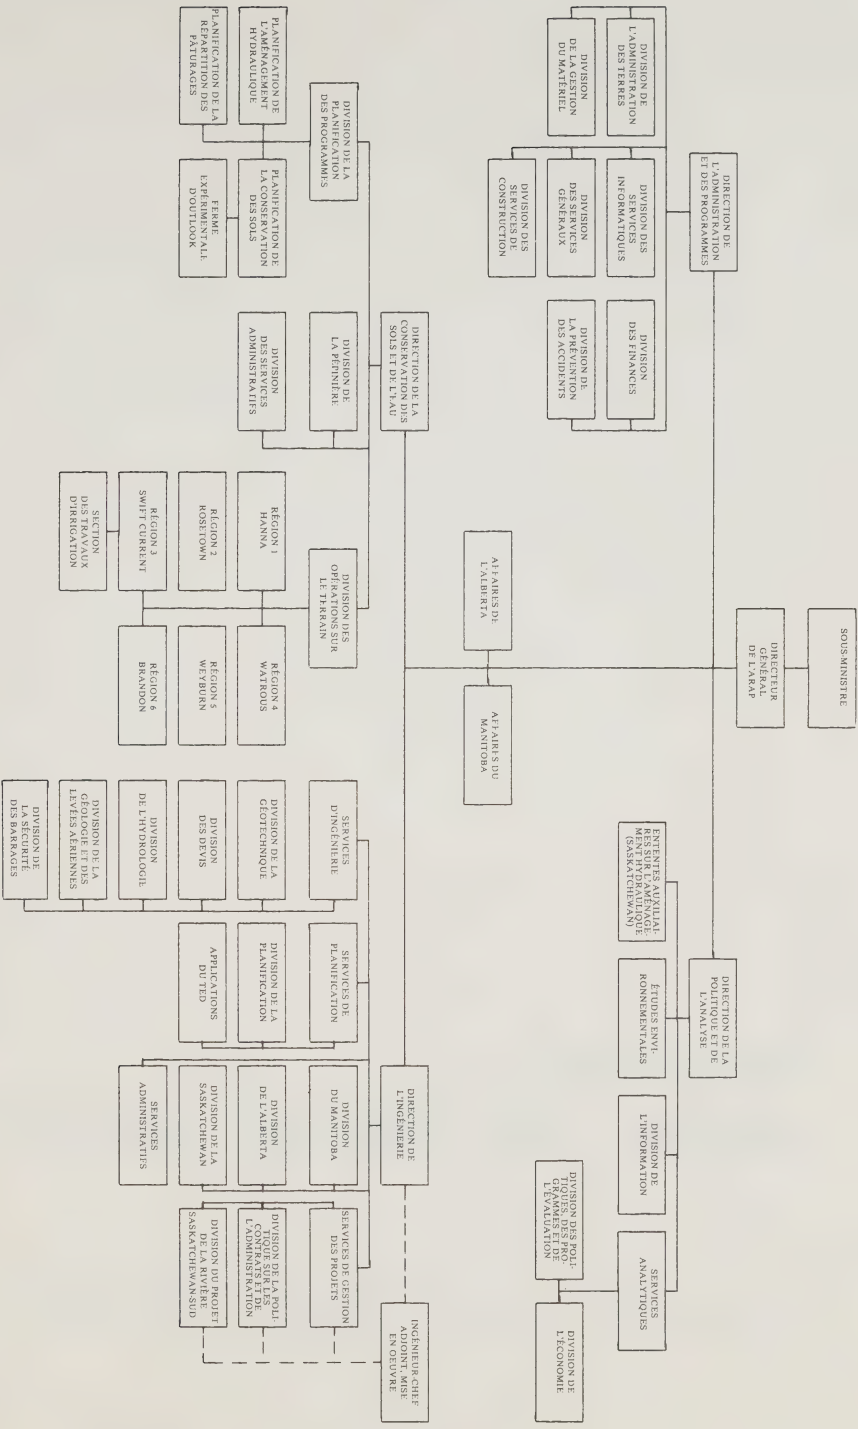 SOUS-MINISTRE
DIRECTEUR
GÉNÉRAL
DE L'ARAP
DIRECTION DE
L'ADMINISTRATION
ET DES PROGRAMMES
DIVISION DE
L'ADMINISTRATION
DES TERRES
DIVISION
DE LA GESTION
DU MATÉRIEL
DIVISION DES
SERVICES
INFORMATIQUES
DIVISION
DES SERVICES
GÉNÉRAUX
DIVISION DES
SERVICES DE
CONSTRUCTION
DIVISION
DES FINANCES
DIVISION DE
LA PRÉVENTION
DES ACCIDENTS
DIRECTION DE LA
POLITIQUE ET DE
L'ANALYSE
ENTENTES AUXILIAI-
RES SUR L'AMÉNAGE-
MENT HYDRAULIQUE
(SASKATCHEWAN)
ÉTUDES ENVI-
RONNEMENTALES
DIVISION DE
L'INFORMATION
SERVICES
ANALYTIQUES
DIVISION DES POLI-
TIQUES, DES PRO-
GRAMMES ET DE
L'ÉVALUATION
DIVISION DE
L'ÉCONOMIE
AFFAIRES DE
L'ALBERTA
AFFAIRES DU
MANITOBA
DIRECTION DE LA
CONSERVATION DES
SOLS ET DE L'EAU
DIVISION DE LA
PLANIFICATION
DES PROGRAMMES
PLANIFICATION DE
L'AMÉNAGEMENT
HYDRAULIQUE
PLANIFICATION DE LA
RÉPARTITION DES
PÂTURAGES
PLANIFICATION DE
LA CONSERVATION
DES SOLS
FERME
EXPÉRIMENTALE
D'OUTLOOK
DIVISION DE
LA PÉPINIÈRE
DIVISION
DES SERVICES
ADMINISTRATIFS
DIVISION DES
OPÉRATIONS SUR
LE TERRAIN
RÉGION 1
HANNA
RÉGION 2
ROSETOWN
RÉGION 3
SWIFT CURRENT
SECTION
DES TRAVAUX
D'IRRIGATION
RÉGION 4
WATROUS
RÉGION 5
WEYBURN
RÉGION 6
BRANDON
DIRECTION DE
L'INGÉNIERIE
INGÉNIEUR-CHEF
ADJOINT, MISE
EN OEUVRE
SERVICES
D'INGÉNIERIE
DIVISION DE LA
GÉOTECHNIQUE
DIVISION
DES DEVIS
DIVISION
DE L'HYDROLOGIE
DIVISION DE LA
GÉOLOGIE ET DES
LEVÉES AÉRIENNES
DIVISION DE
LA SÉCURITÉ
DES BARRAGES
SERVICES DE
PLANIFICATION
DIVISION DE LA
PLANIFICATION
APPLICATIONS
DU TED
DIVISION
DU MANITOBA
DIVISION
DE L'ALBERTA
DIVISION DE LA
SASKATCHEWAN
SERVICES
ADMINISTRATIFS
SERVICES DE GESTION
DES PROJETS
DIVISION DE LA POLI-
TIQUE SUR LES
CONTRATS ET DE
L'ADMINISTRATION
DIVISION DU PROJET
DE LA RIVIÈRE
SASKATCHEWAN-SUD